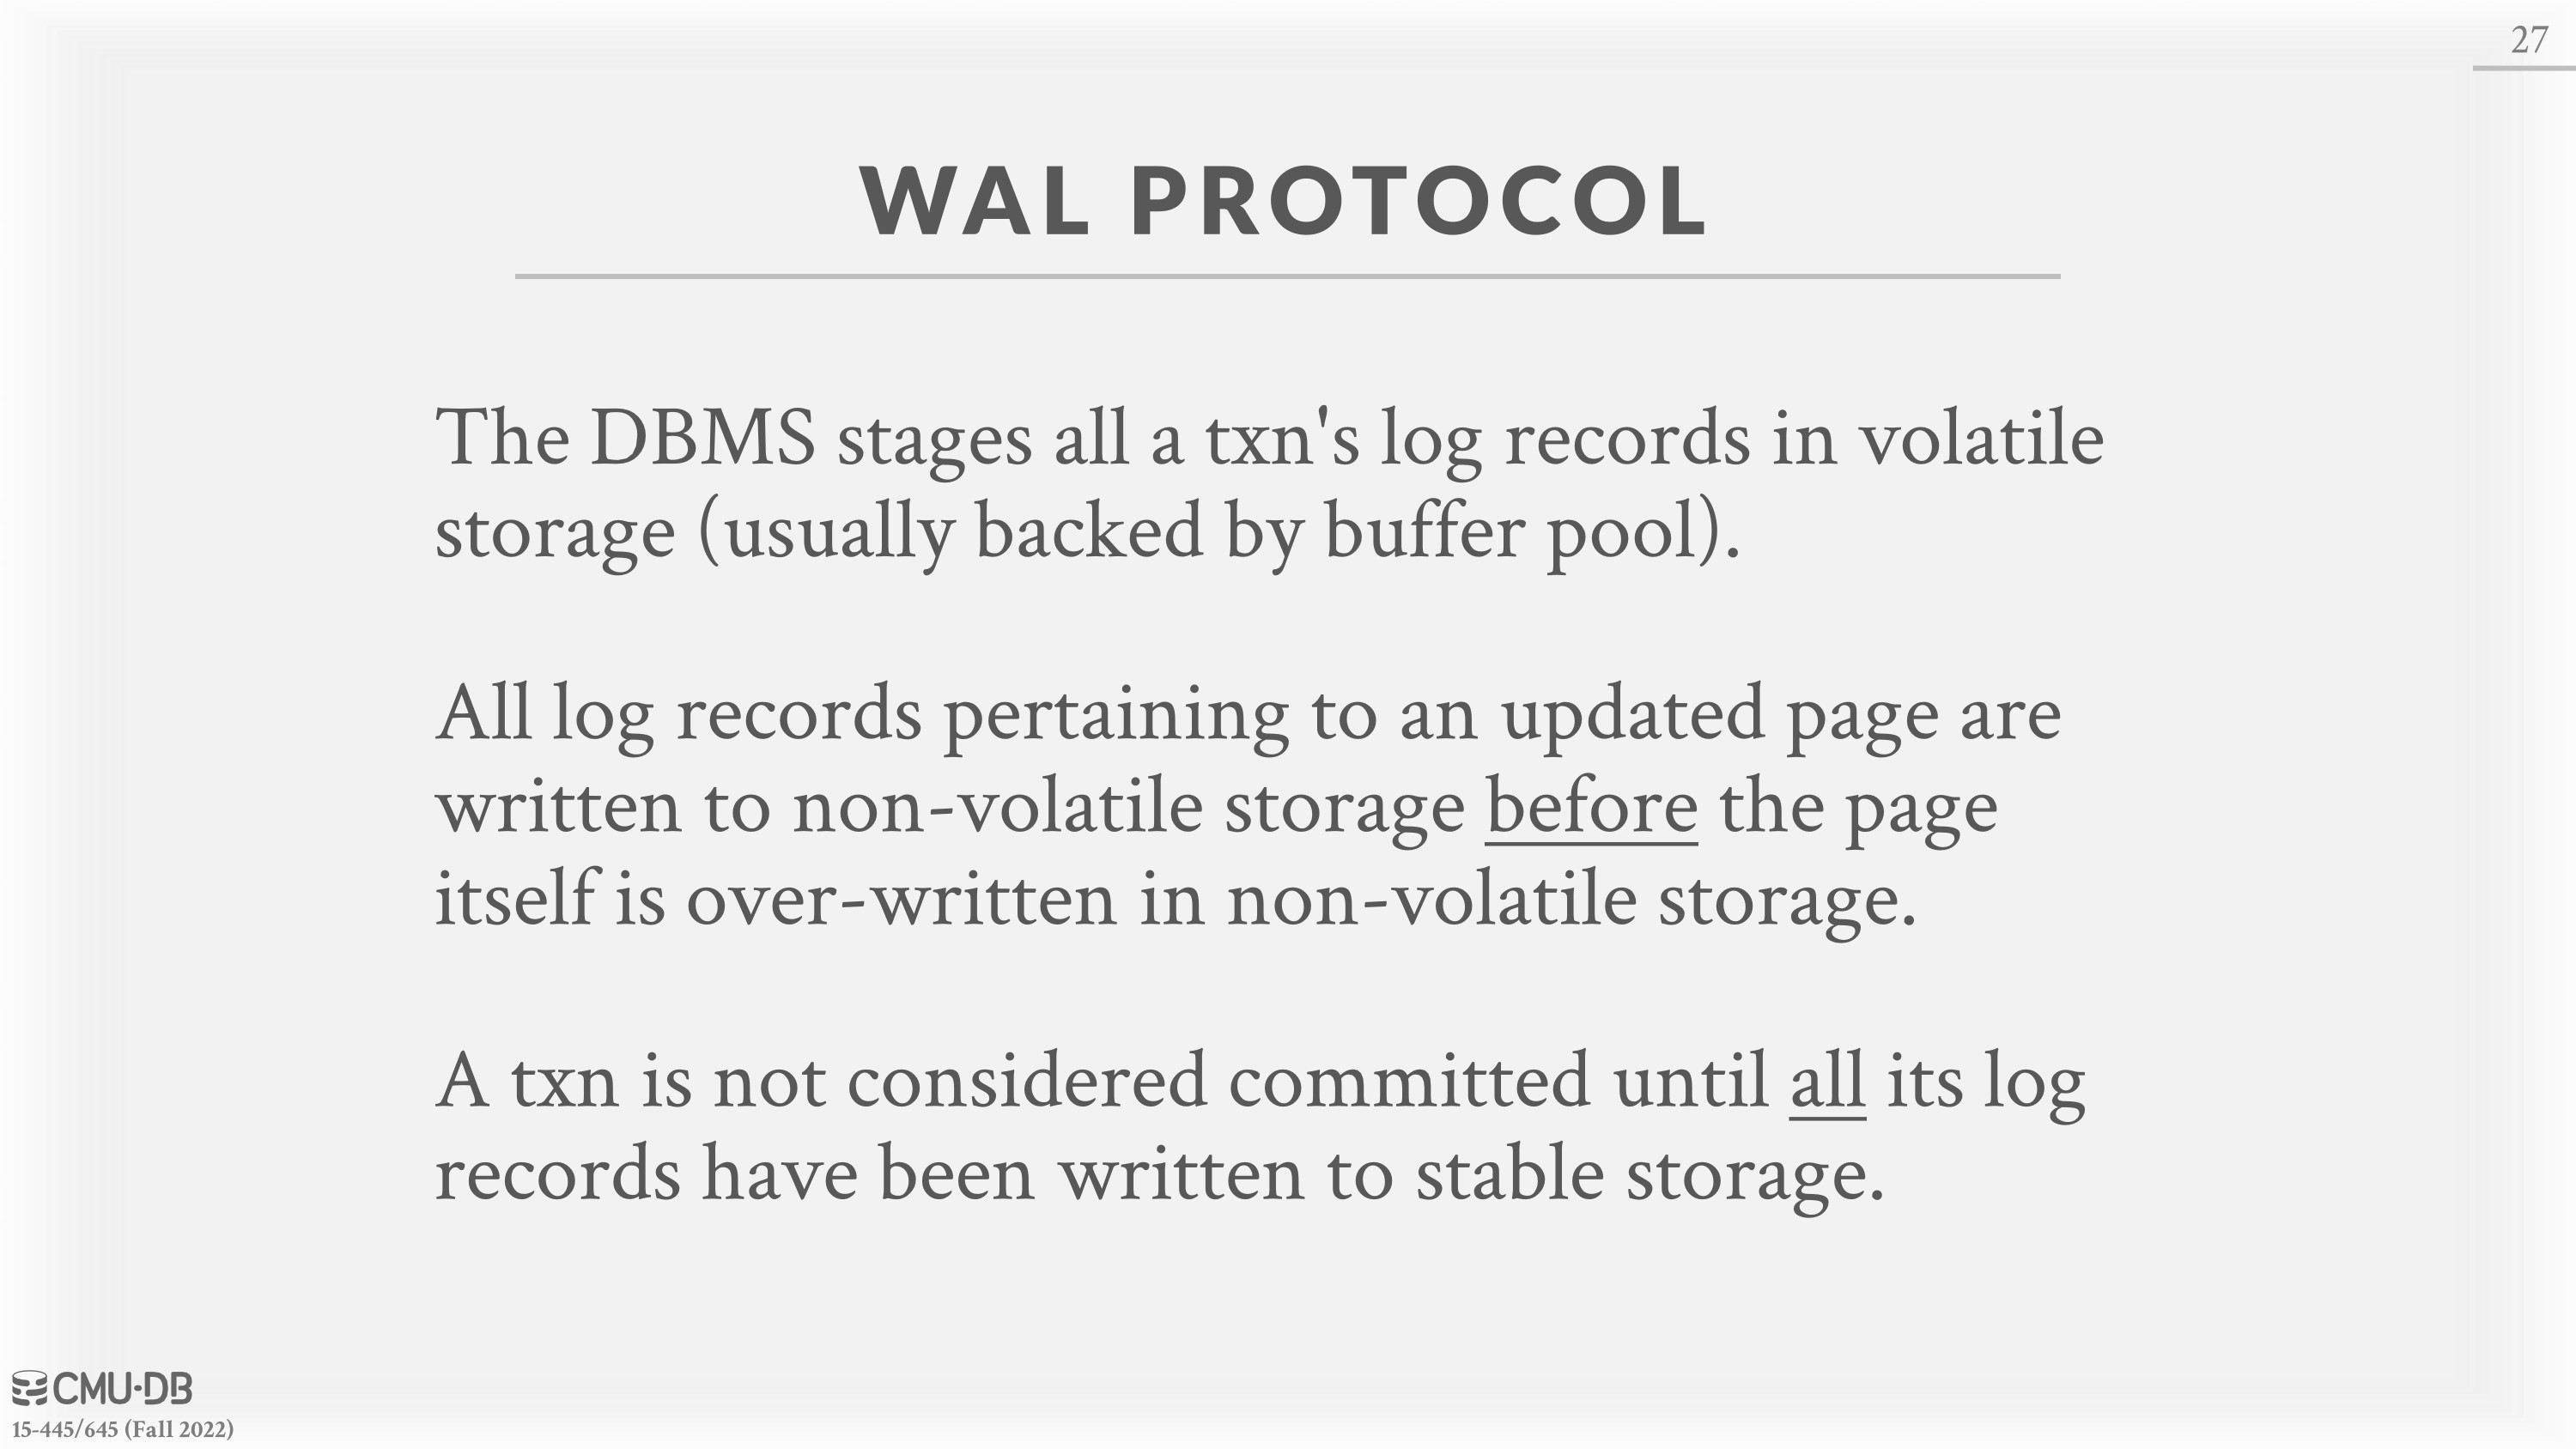 27
WAL PROTOCOL
The DBMS stages all a txn's log records in volatile
storage (usually backed by buffer pool).
All log records pertaining to an updated page are
written to non-volatile storage before the page
itself is over-written in non-volatile storage.
A txn is not considered committed until all its log
records have been written to stable storage.
CMU·DB
15-445/645 (Fall 2022)